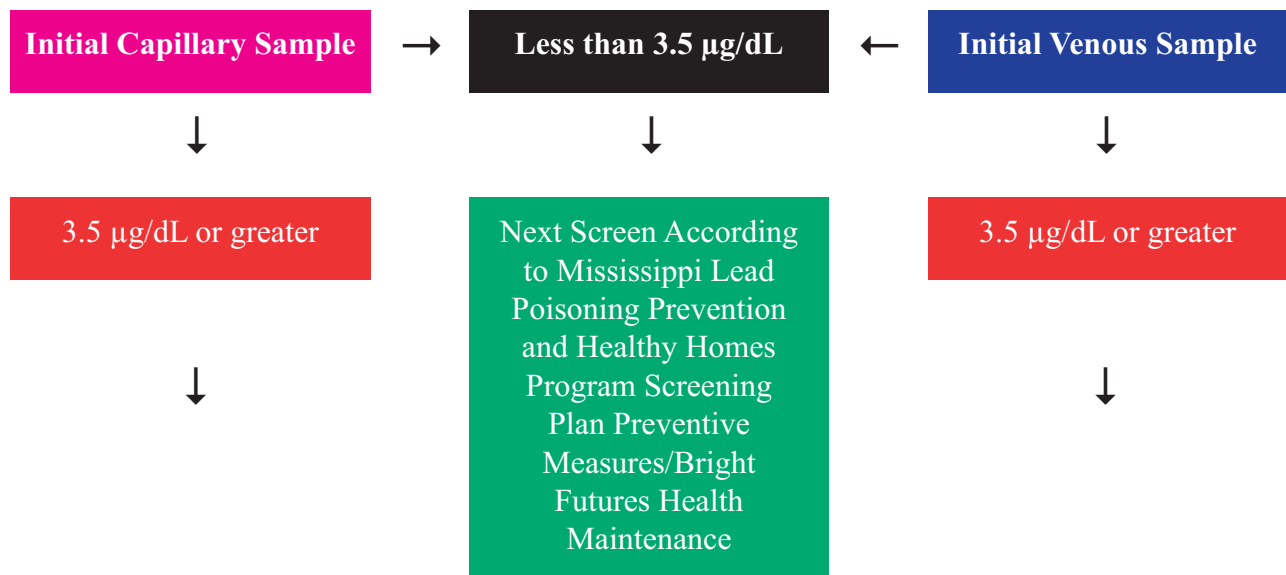 Initial Capillary Sample
→
Less than 3.5 µg/dL
←
Initial Venous Sample
↓
↓
↓
3.5 µg/dL or greater
Next Screen According
to Mississippi Lead
Poisoning Prevention
and Healthy Homes
Program Screening
Plan Preventive
Measures/Bright
Futures Health
Maintenance
3.5 µg/dL or greater
↓
↓